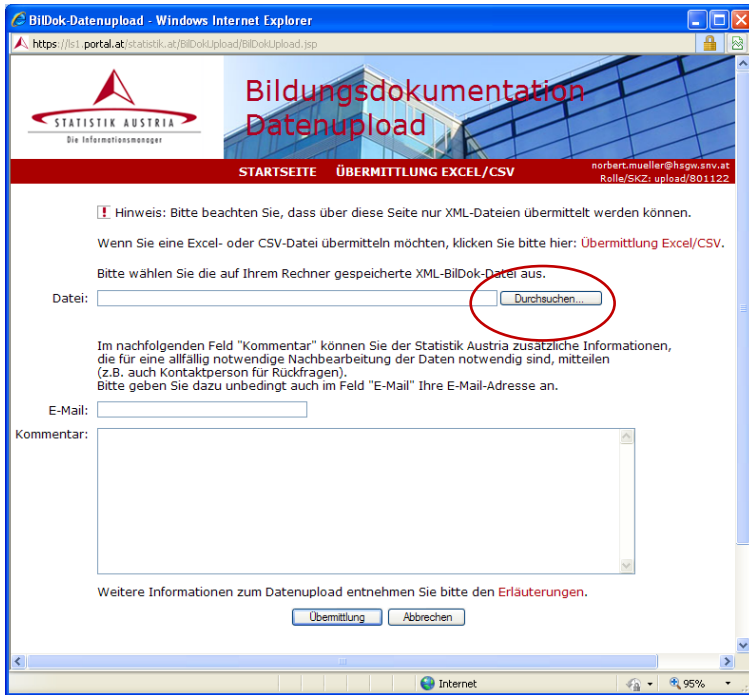 BilDok-Datenupload - Windows Internet Explorer
https://ls1.portal.at/statistik.at/BilDokUpload/BilDokUpload.jsp
STATISTIK AUSTRIA
Die Informationsmanager
Bildungsdokumentation
Datenupload
STARTSEITE ÜBERMITTLUNG EXCEL/CSV
norbert.mueller@hsgw.snv.at
Rolle/SKZ: upload/801122
! Hinweis: Bitte beachten Sie, dass über diese Seite nur XML-Dateien übermittelt werden können.
Wenn Sie eine Excel- oder CSV-Datei übermitteln möchten, klicken Sie bitte hier: Übermittlung Excel/CSV.
Bitte wählen Sie die auf Ihrem Rechner gespeicherte XML-BilDok-Datei aus.
Datei: Durchsuchen...
Im nachfolgenden Feld "Kommentar" können Sie der Statistik Austria zusätzliche Informationen,
die für eine allfällig notwendige Nachbearbeitung der Daten notwendig sind, mitteilen
(z.B. auch Kontaktperson für Rückfragen).
Bitte geben Sie dazu unbedingt auch im Feld "E-Mail" Ihre E-Mail-Adresse an.
E-Mail:
Kommentar:
Weitere Informationen zum Datenupload entnehmen Sie bitte den Erläuterungen.
Übermittlung Abbrechen
Internet 95%